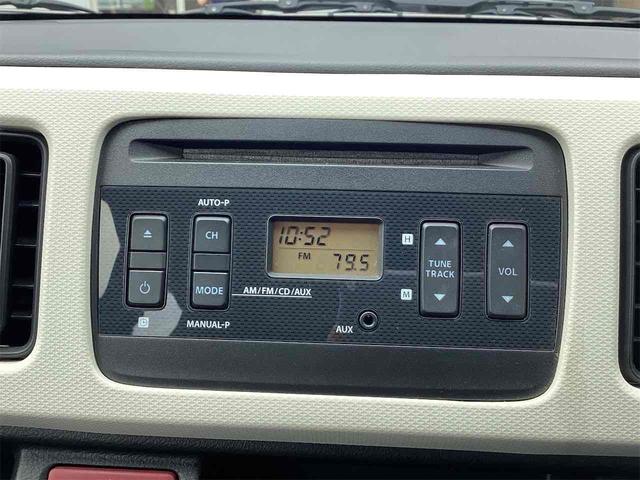 AUTO-P
CH
MODE
AM/FM/CD/AUX
MANUAL-P
10:52
FM 79.5
H
M
AUX
TUNE
TRACK
VOL